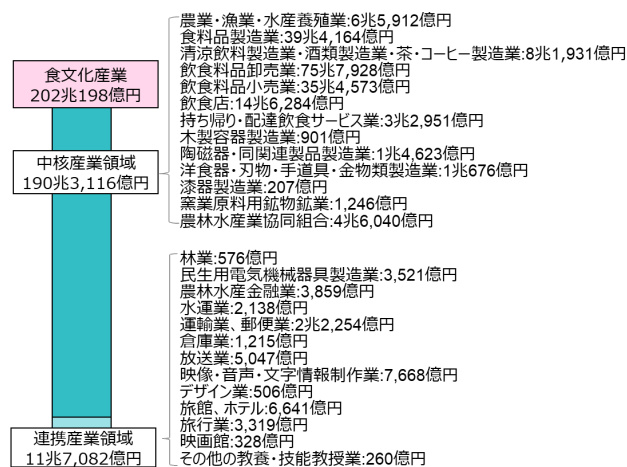 食文化産業
202兆198億円
中核産業領域
190兆3,116億円
連携産業領域
11兆7,082億円
農業・漁業・水産養殖業:6兆5,912億円
食料品製造業:39兆4,164億円
清涼飲料製造業・酒類製造業・茶・コーヒー製造業:8兆1,931億円
飲食料品卸売業:75兆7,928億円
飲食料品小売業:35兆4,573億円
飲食店:14兆6,284億円
持ち帰り・配達飲食サービス業:3兆2,951億円
木製容器製造業:901億円
陶磁器・同関連製品製造業:1兆4,623億円
洋食器・刃物・手道具・金物類製造業:1兆676億円
漆器製造業:207億円
窯業原料用鉱物鉱業:1,246億円
農林水産業協同組合:4兆6,040億円
林業:576億円
民生用電気機械器具製造業:3,521億円
農林水産金融業:3,859億円
水運業:2,138億円
運輸業、郵便業:2兆2,254億円
倉庫業:1,215億円
放送業:5,047億円
映像・音声・文字情報制作業:7,668億円
デザイン業:506億円
旅館、ホテル:6,641億円
旅行業:3,319億円
映画館:328億円
その他の教養・技能教授業:260億円